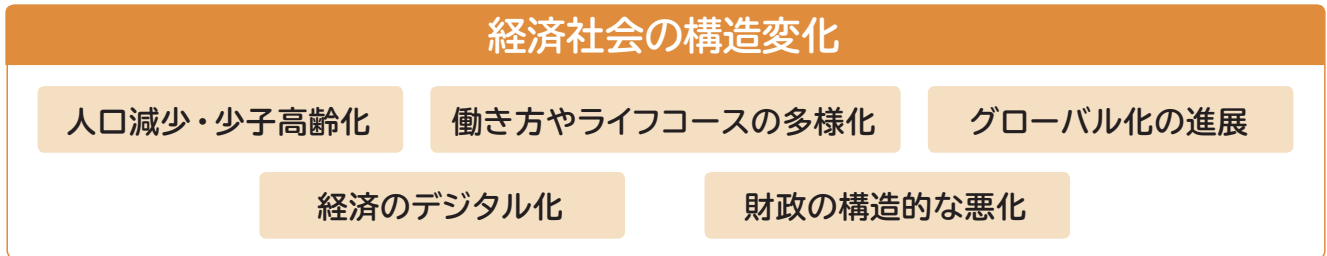 経済社会の構造変化
人口減少・少子高齢化
働き方やライフコースの多様化
グローバル化の進展
経済のデジタル化
財政の構造的な悪化